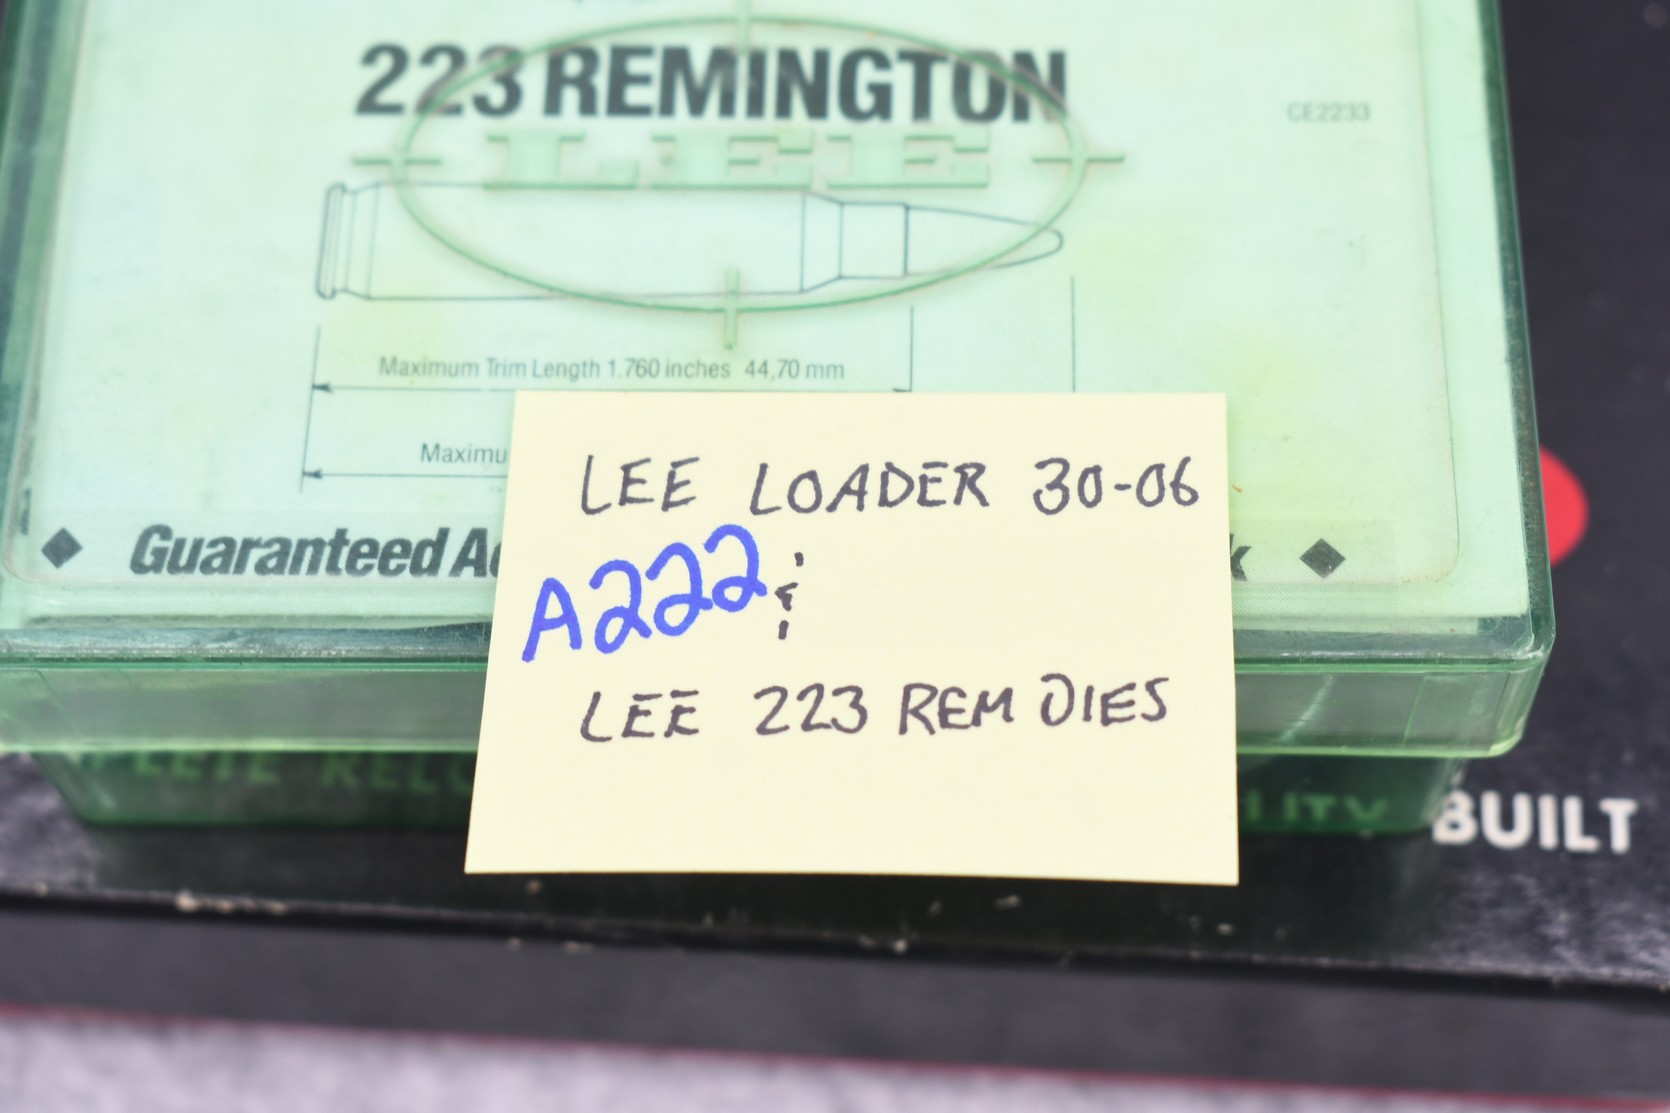 223 REMINGTON
CE2233
LEE
Maximum Trim Length 1.760 inches 44,70 mm
LEE LOADER 30-06
A222 &
LEE 223 REM DIES
Guaranteed
BUILT